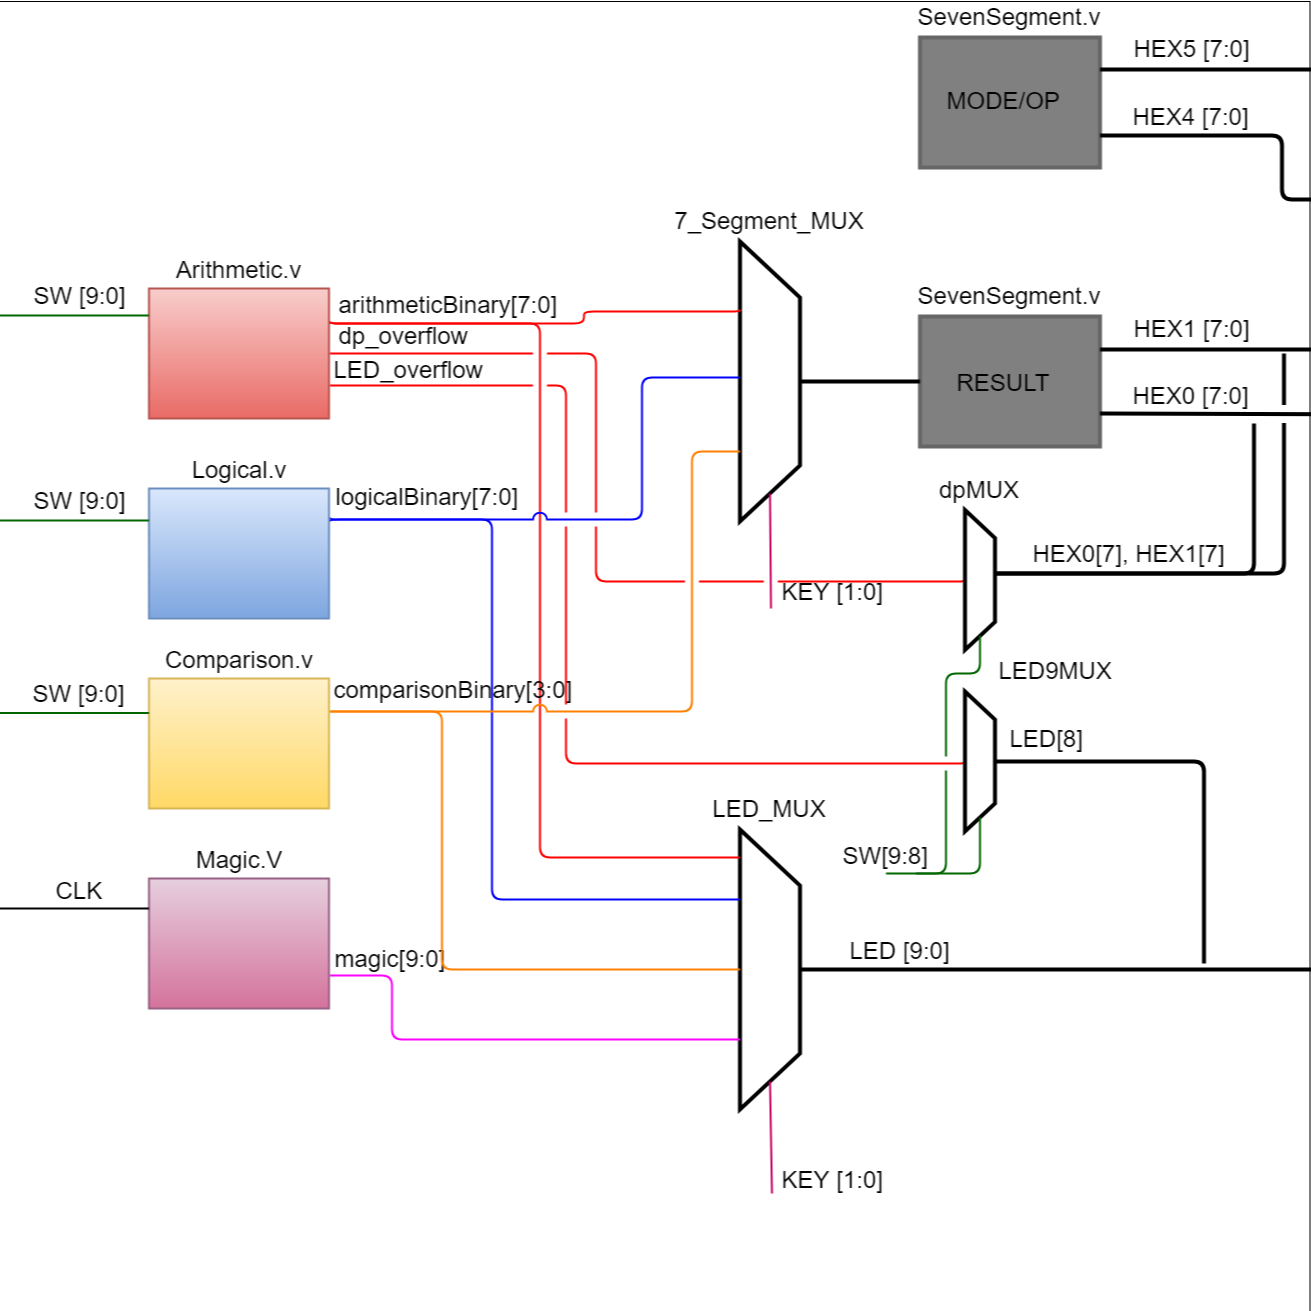 SevenSegment.v
HEX5 [7:0]
MODE/OP
HEX4 [7:0]
7_Segment_MUX
Arithmetic.v
SW [9:0]
arithmeticBinary[7:0]
dp_overflow
LED_overflow
SevenSegment.v
HEX1 [7:0]
RESULT
HEX0 [7:0]
Logical.v
SW [9:0]
logicalBinary[7:0]
dpMUX
HEX0[7], HEX1[7]
KEY [1:0]
Comparison.v
SW [9:0]
comparisonBinary[3:0]
LED9MUX
LED[8]
LED_MUX
SW[9:8]
Magic.V
CLK
magic[9:0]
LED [9:0]
KEY [1:0]